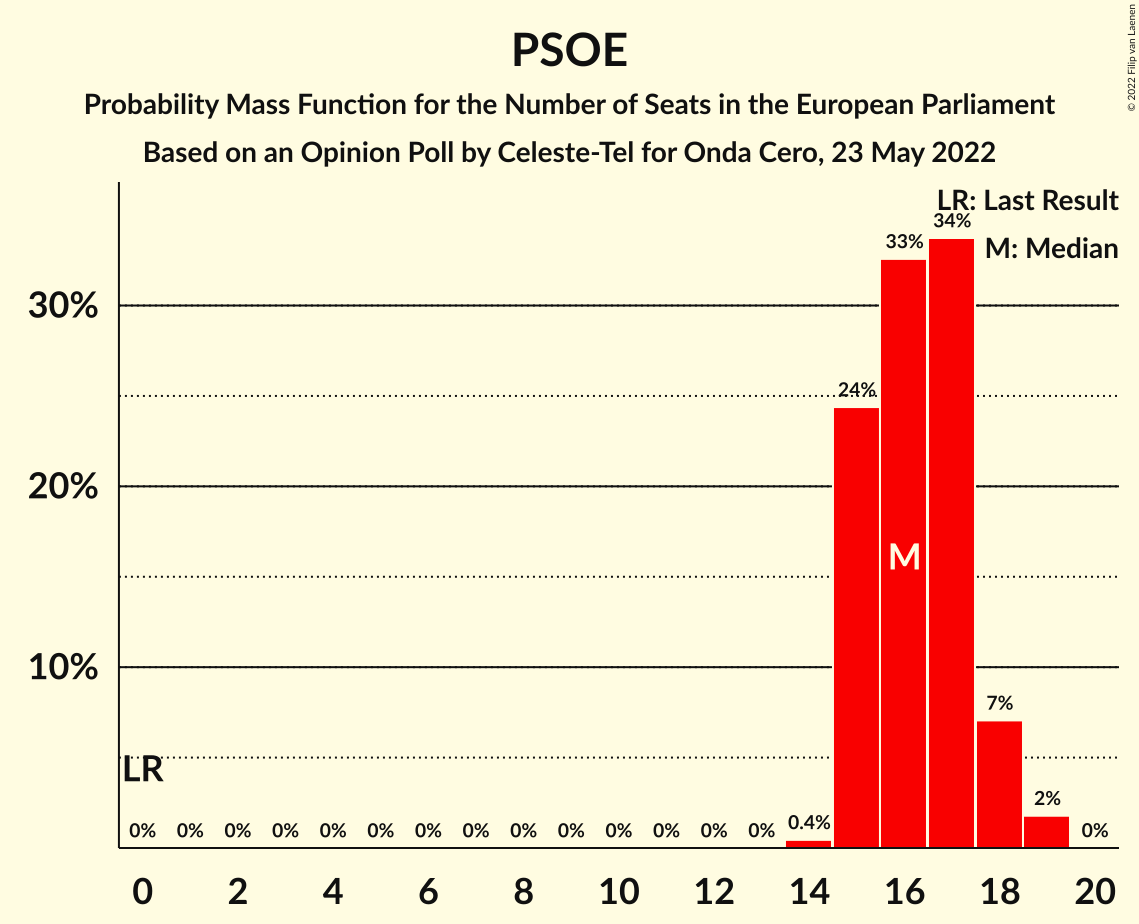 PSOE
Probability Mass Function for the Number of Seats in the European Parliament
Based on an Opinion Poll by Celeste-Tel for Onda Cero, 23 May 2022
© 2022 Filip van Laenen
LR: Last Result
M: Median
30%
20%
10%
LR
M
0% 0% 0% 0% 0% 0% 0% 0% 0% 0% 0% 0% 0% 0% 0.4% 24% 33% 34% 7% 2% 0%
0 2 4 6 8 10 12 14 16 18 20